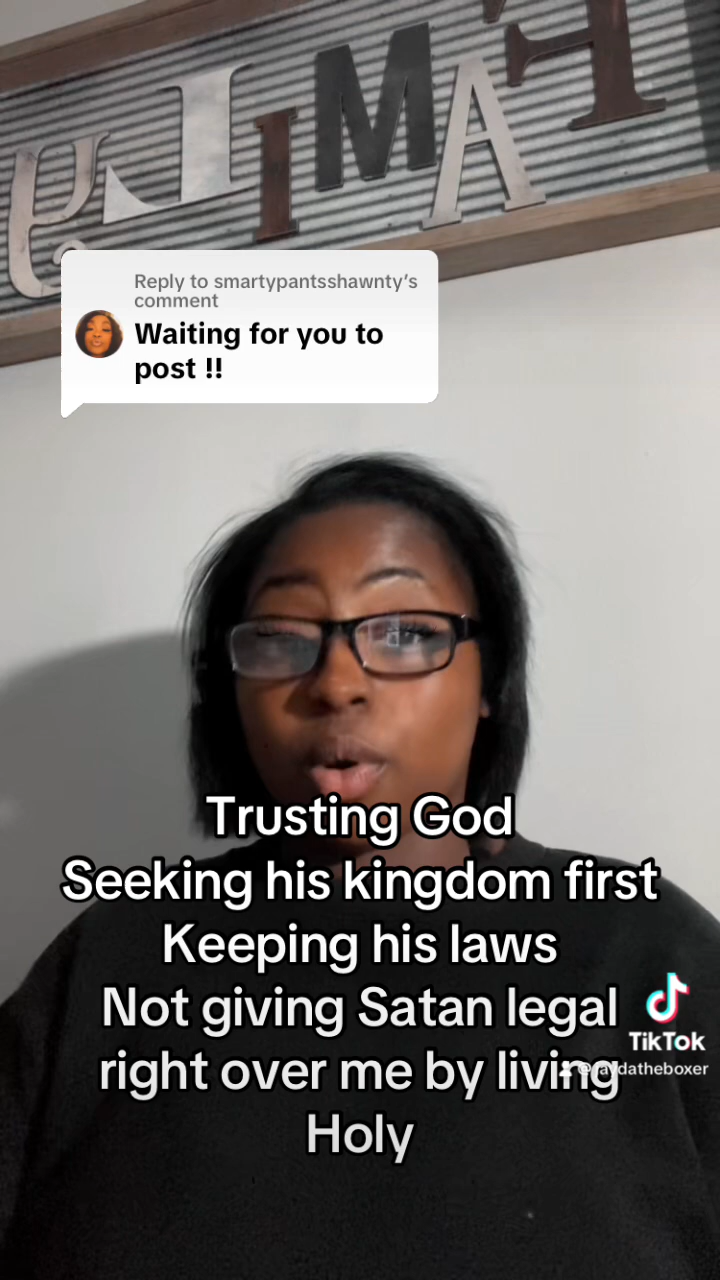 FAMILY
Reply to smartypantsshawnty's
comment
Waiting for you to
post !!
Trusting God
Seeking his kingdom first
Keeping his laws
Not giving Satan legal
right over me by living
Holy
TikTok